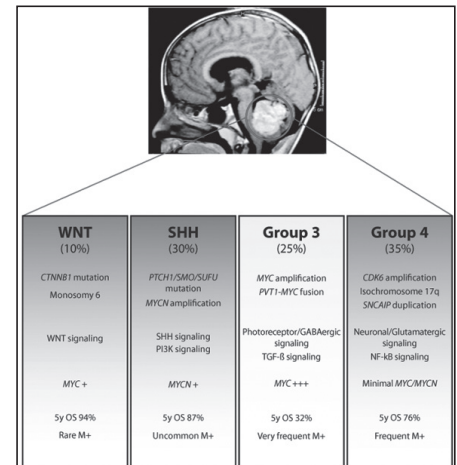 WNT
(10%)
CTNNB1 mutation
Monosomy 6
WNT signaling
MYC +
5y OS 94%
Rare M+
SHH
(30%)
PTCH1/SMO/SUFU
mutation
MYCN amplification
SHH signaling
PI3K signaling
MYCN +
5y OS 87%
Uncommon M+
Group 3
(25%)
MYC amplification
PVT1-MYC fusion
Photoreceptor/GABAergic
signaling
TGF-ß signaling
MYC +++
5y OS 32%
Very frequent M+
Group 4
(35%)
CDK6 amplification
Isochromosome 17q
SNCAIP duplication
Neuronal/Glutamatergic
signaling
NF-kB signaling
Minimal MYC/MYCN
5y OS 76%
Frequent M+